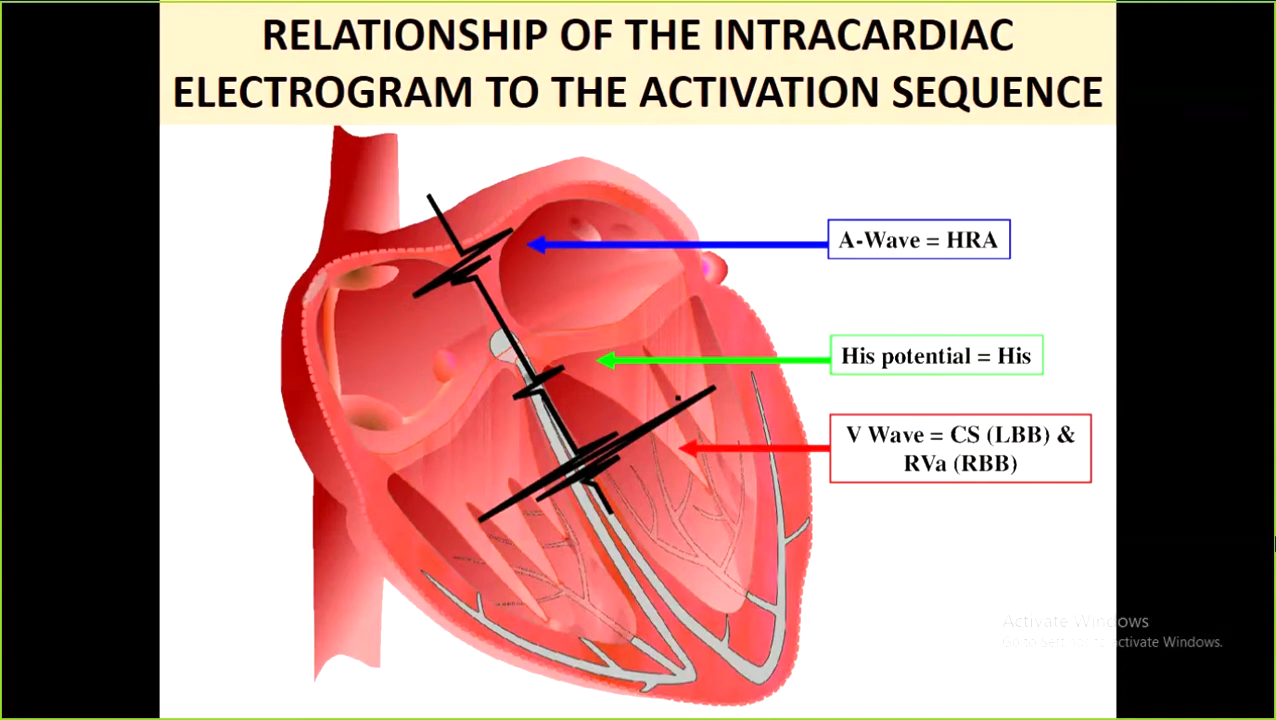 RELATIONSHIP OF THE INTRACARDIAC
ELECTROGRAM TO THE ACTIVATION SEQUENCE
A-Wave = HRA
His potential = His
V Wave = CS (LBB) &
RVa (RBB)
Activate Windows
Go to Settings to activate Windows.